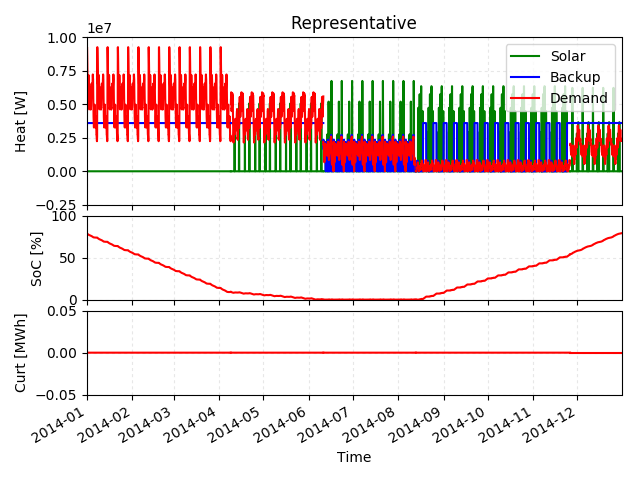 Representative
1e7
1.00
0.75
0.50
0.25
0.00
−0.25
Heat [W]
Solar
Backup
Demand
100
50
0
SoC [%]
0.05
0.00
−0.05
Curt [MWh]
2014-01
2014-02
2014-03
2014-04
2014-05
2014-06
2014-07
2014-08
2014-09
2014-10
2014-11
2014-12
Time